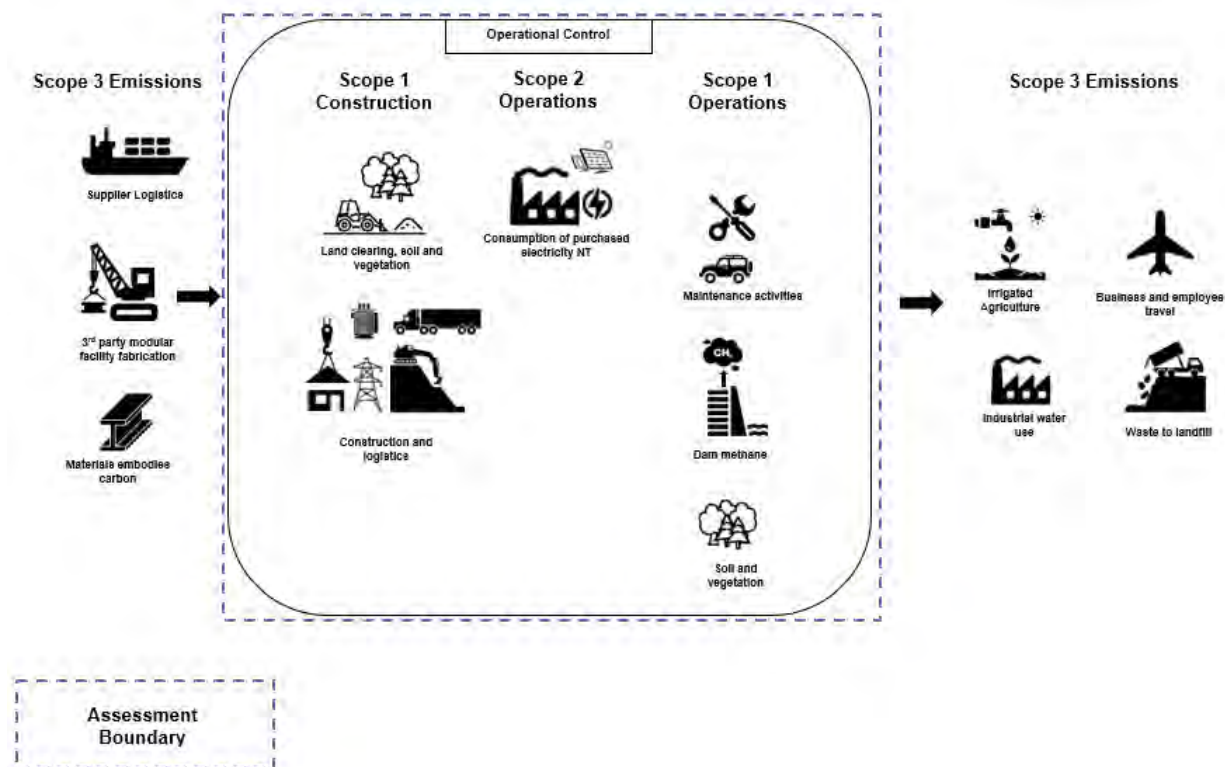 Operational Control
Scope 3 Emissions
Supplier Logistics
3rd party modular
facility fabrication
Materials embodies
carbon
Scope 1
Construction
Land clearing, soil and
vegetation
Construction and
logistics
Scope 2
Operations
Consumption of purchased
electricity NT
Scope 1
Operations
Maintenance activities
CH4
Dam methane
Soil and
vegetation
Scope 3 Emissions
Irrigated
Agriculture
Business and employee
travel
Industrial water
use
Waste to landfill
Assessment
Boundary